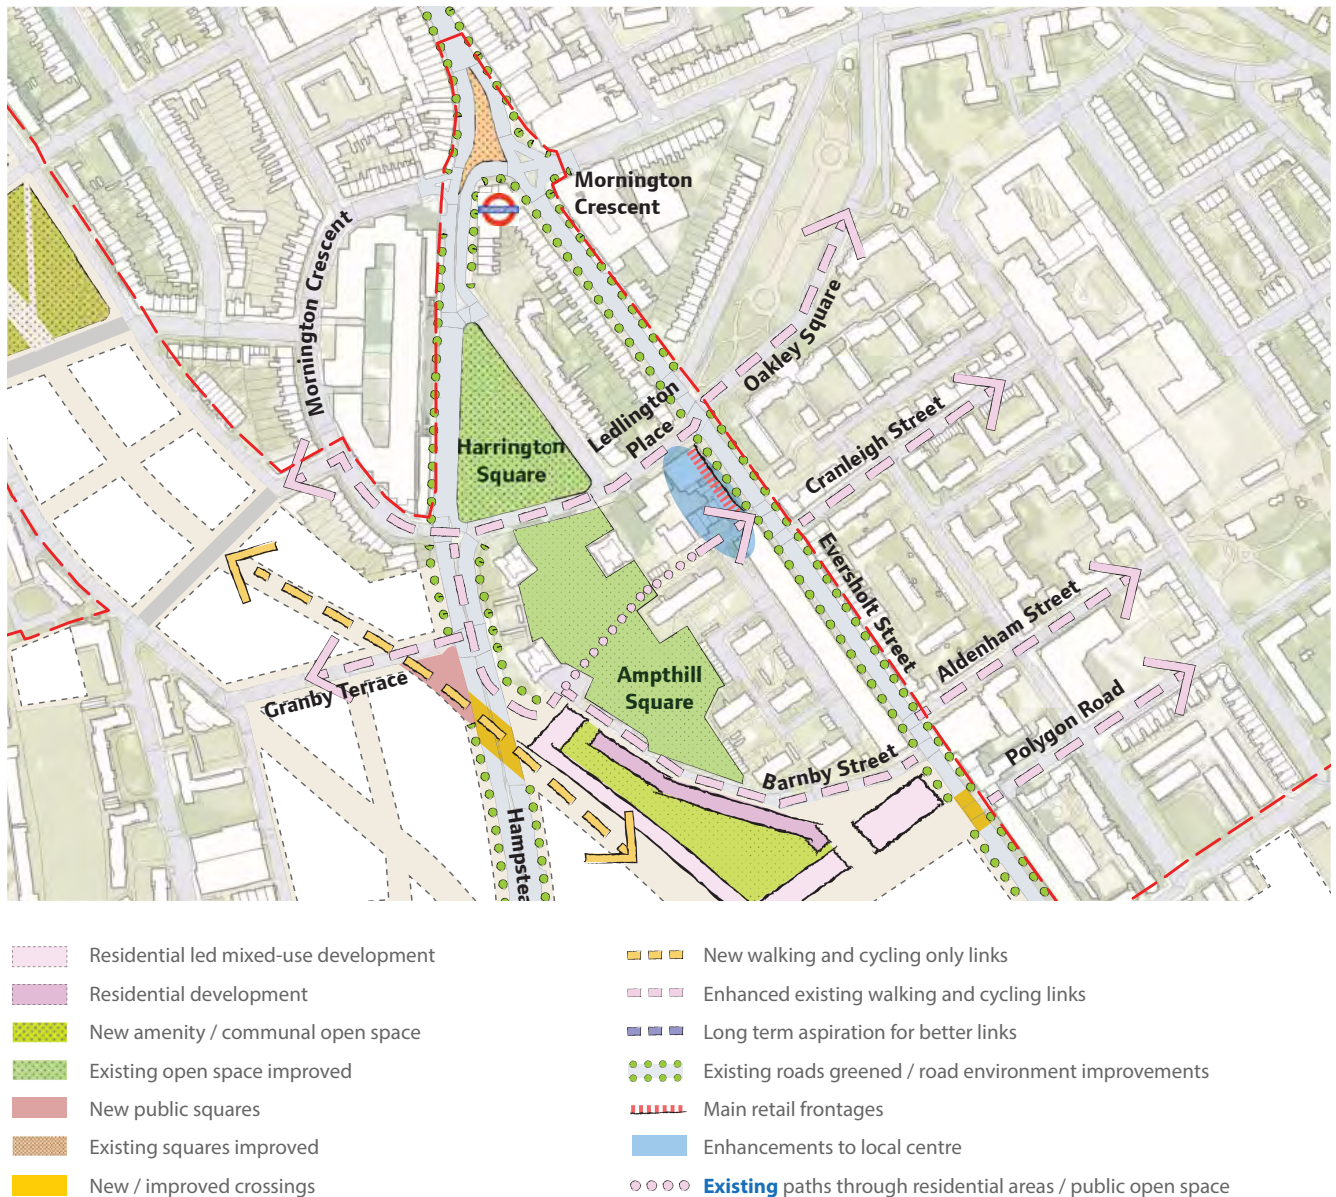 Mornington
Crescent
Mornington Crescent
Oakley Square
Ledlington
Place
Harrington
Square
Cranleigh Street
Eversholt Street
Aldenham Street
Ampthill
Square
Granby Terrace
Polygon Road
Barnby Street
Hampstea
Residential led mixed-use development
Residential development
New amenity / communal open space
Existing open space improved
New public squares
Existing squares improved
New / improved crossings
New walking and cycling only links
Enhanced existing walking and cycling links
Long term aspiration for better links
Existing roads greened / road environment improvements
Main retail frontages
Enhancements to local centre
Existing paths through residential areas / public open space